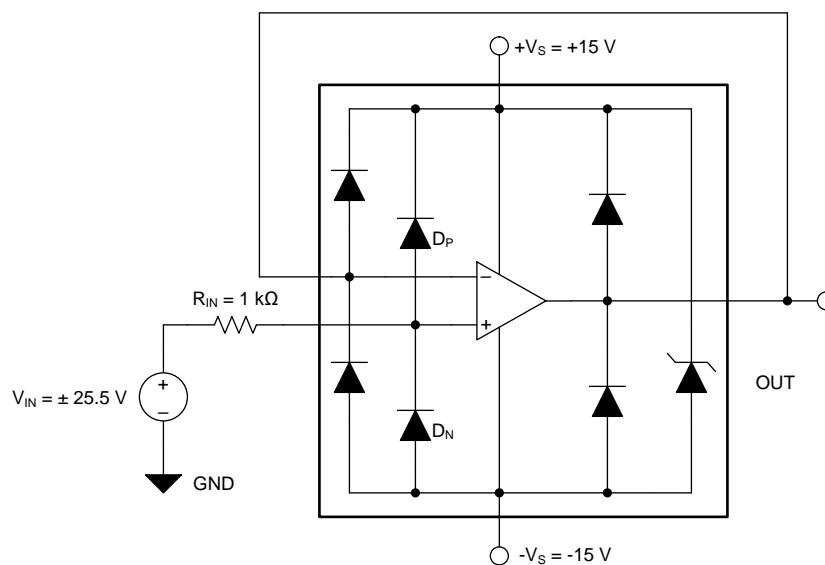 +V_S = +15 V
D_P
−
R_IN = 1 kΩ
+
+
V_IN = ± 25.5 V
−
OUT
D_N
GND
-V_S = -15 V